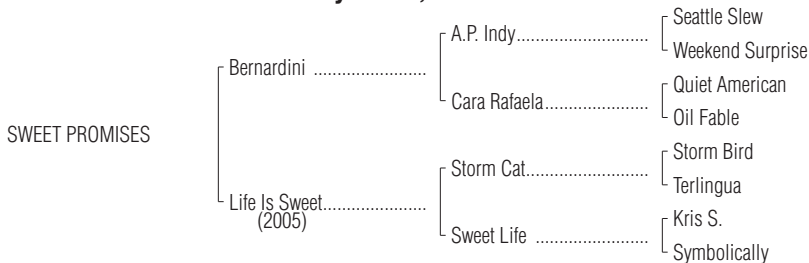 Seattle Slew
A.P. Indy
Weekend Surprise
Bernardini
Quiet American
Cara Rafaela
Oil Fable
SWEET PROMISES
Storm Bird
Storm Cat
Terlingua
Life Is Sweet
(2005)
Kris S.
Sweet Life
Symbolically